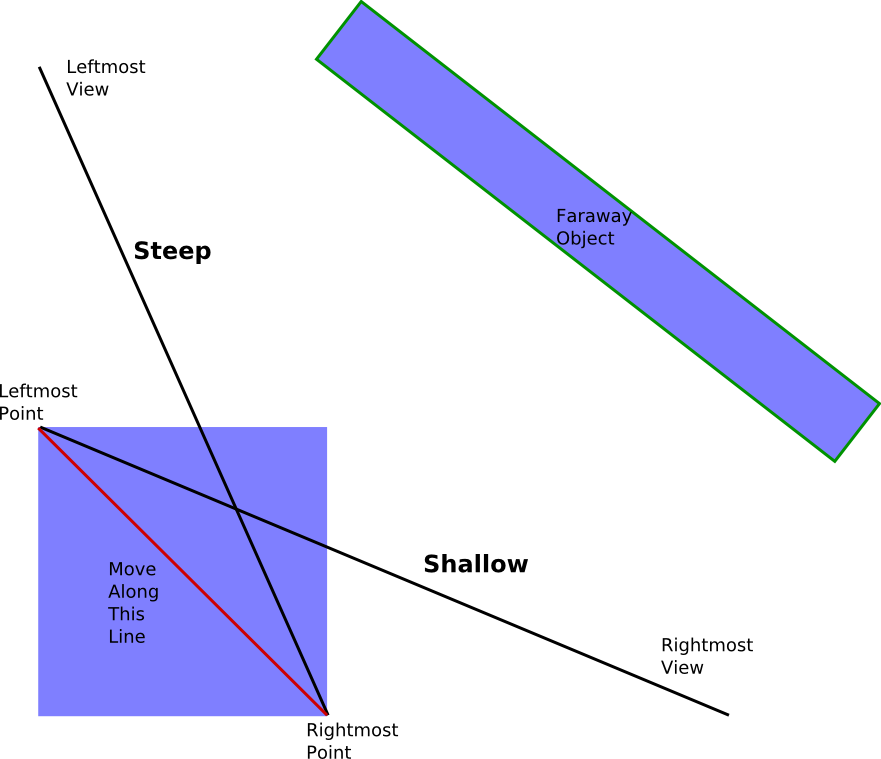 Leftmost
View
Faraway
Object
Steep
Leftmost
Point
Shallow
Move
Along
This
Line
Rightmost
View
Rightmost
Point